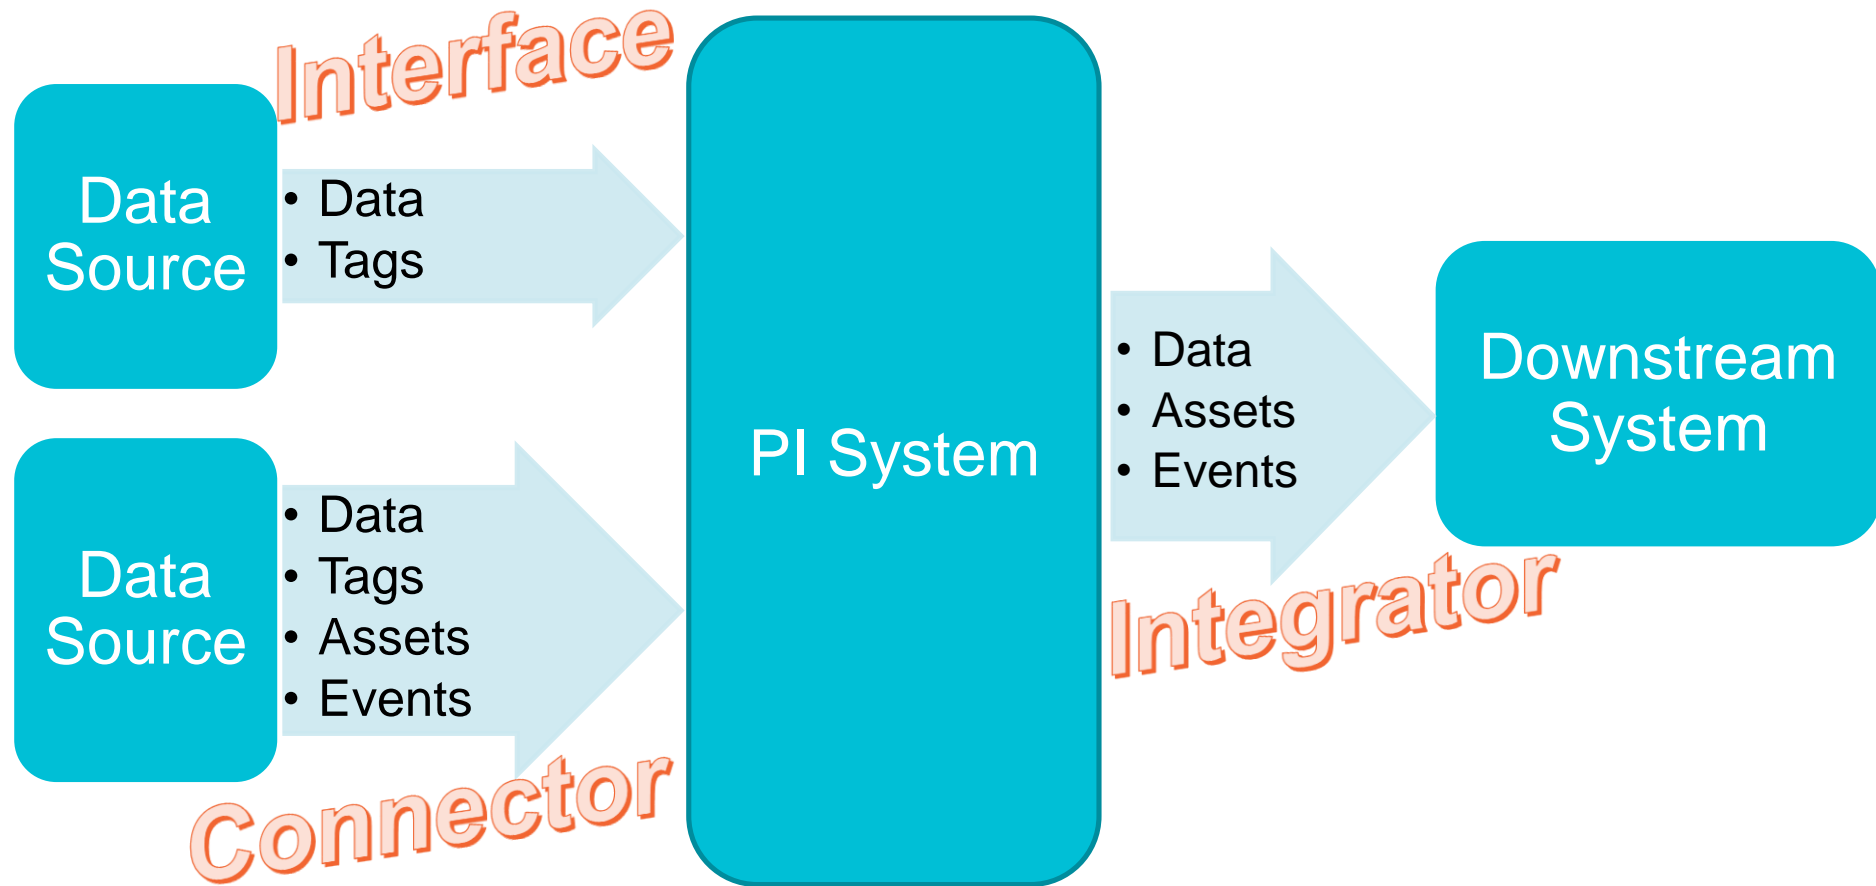 Interface
Data
Source
• Data
• Tags
Data
Source
• Data
• Tags
• Assets
• Events
Connector
PI System
• Data
• Assets
• Events
Integrator
Downstream
System